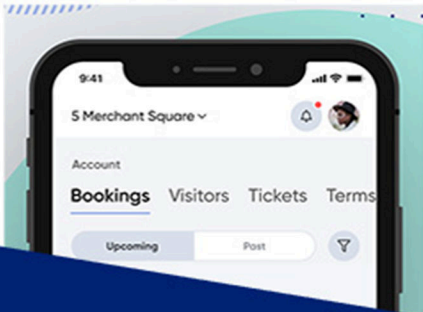 9:41
5 Merchant Square
Account
Bookings Visitors Tickets Terms
Upcoming Post